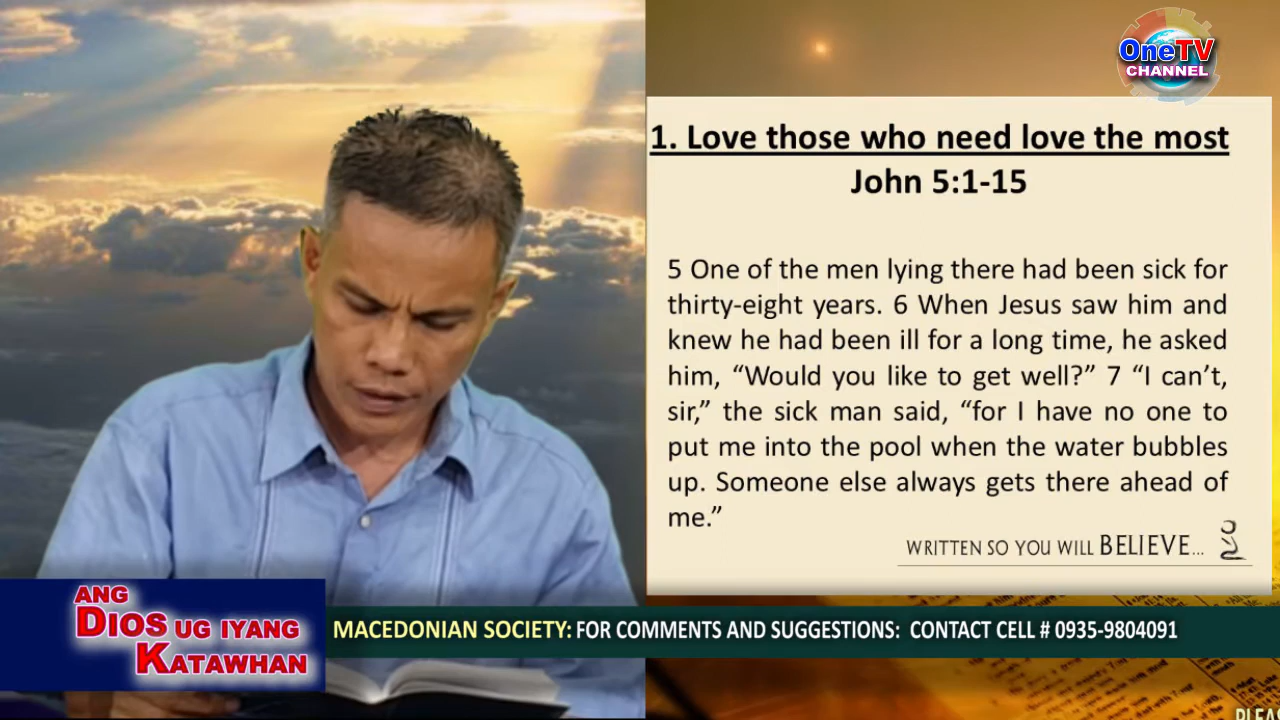 OneTV
CHANNEL
1. Love those who need love the most
John 5:1-15
5 One of the men lying there had been sick for
thirty-eight years. 6 When Jesus saw him and
knew he had been ill for a long time, he asked
him, “Would you like to get well?” 7 “I can’t,
sir,” the sick man said, “for I have no one to
put me into the pool when the water bubbles
up. Someone else always gets there ahead of
me.”
WRITTEN SO YOU WILL BELIEVE...
ANG
DIOS UG IYANG
KATAWHAN
MACEDONIAN SOCIETY: FOR COMMENTS AND SUGGESTIONS: CONTACT CELL # 0935-9804091